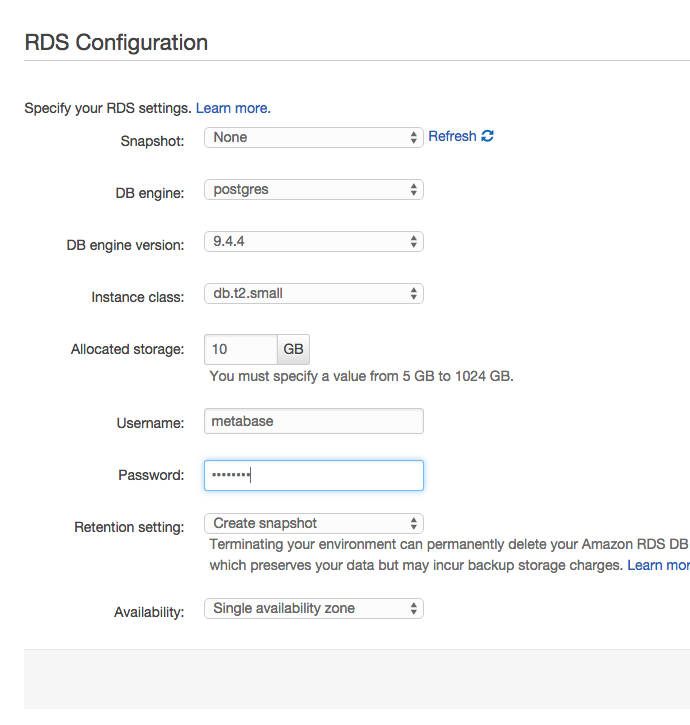 RDS Configuration
Specify your RDS settings. Learn more.
Snapshot: None Refresh
DB engine: postgres
DB engine version: 9.4.4
Instance class: db.t2.small
Allocated storage: 10 GB
You must specify a value from 5 GB to 1024 GB.
Username: metabase
Password: ••••••••
Retention setting: Create snapshot
Terminating your environment can permanently delete your Amazon RDS DB
which preserves your data but may incur backup storage charges. Learn mor
Availability: Single availability zone